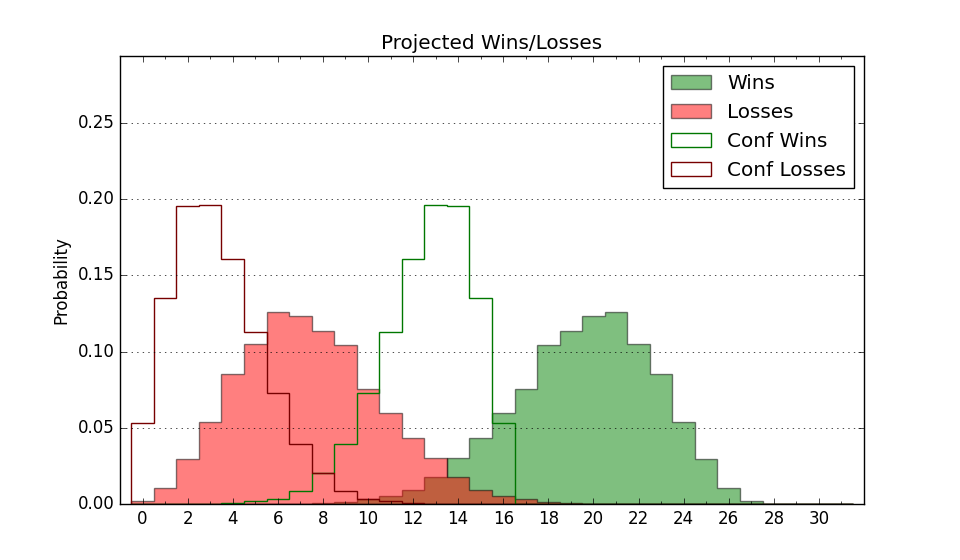 Projected Wins/Losses
Wins
Losses
Conf Wins
Conf Losses
Probability
0.25
0.20
0.15
0.10
0.05
0.00
0 2 4 6 8 10 12 14 16 18 20 22 24 26 28 30